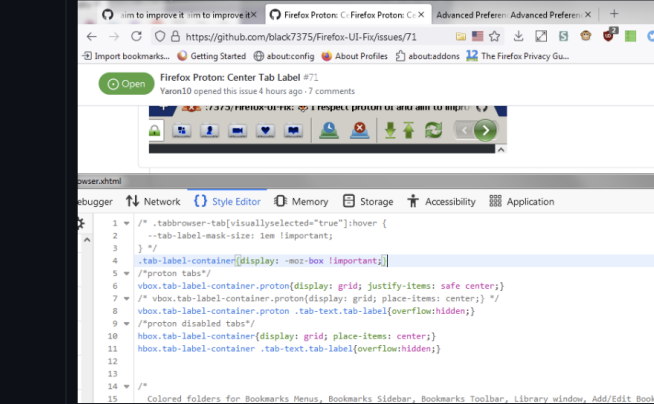 aim to improve it aim to improve it
Firefox Proton: Ce Firefox Proton: Ce
Advanced Preferen Advanced Preferen
https://github.com/black7375/Firefox-UI-Fix/issues/71
Import bookmarks... Getting Started about:config About Profiles about:addons The Firefox Privacy Gu...
Open
Firefox Proton: Center Tab Label #71
Yaron10 opened this issue 4 hours ago · 7 comments
:7375/Firefox-UI-Fix: I respect proton UI and aim to impro
owser.xhtml
ebugger Network Style Editor Memory Storage Accessibility Application
1 /* .tabbrowser-tab[visuallyselected="true"]:hover {
2 --tab-label-mask-size: 1em !important;
3 } */
4 .tab-label-container{display: -moz-box !important;}
5 /*proton tabs*/
6 vbox.tab-label-container.proton{display: grid; justify-items: safe center;}
7 /* vbox.tab-label-container.proton{display: grid; place-items: center;} */
8 vbox.tab-label-container.proton .tab-text.tab-label{overflow:hidden;}
9 /*proton disabled tabs*/
10 hbox.tab-label-container{display: grid; place-items: center;}
11 hbox.tab-label-container .tab-text.tab-label{overflow:hidden;}
12
13
14 /*
15 Colored folders for Bookmarks Menus, Bookmarks Sidebar, Bookmarks Toolbar, Library window, Add/Edit Book